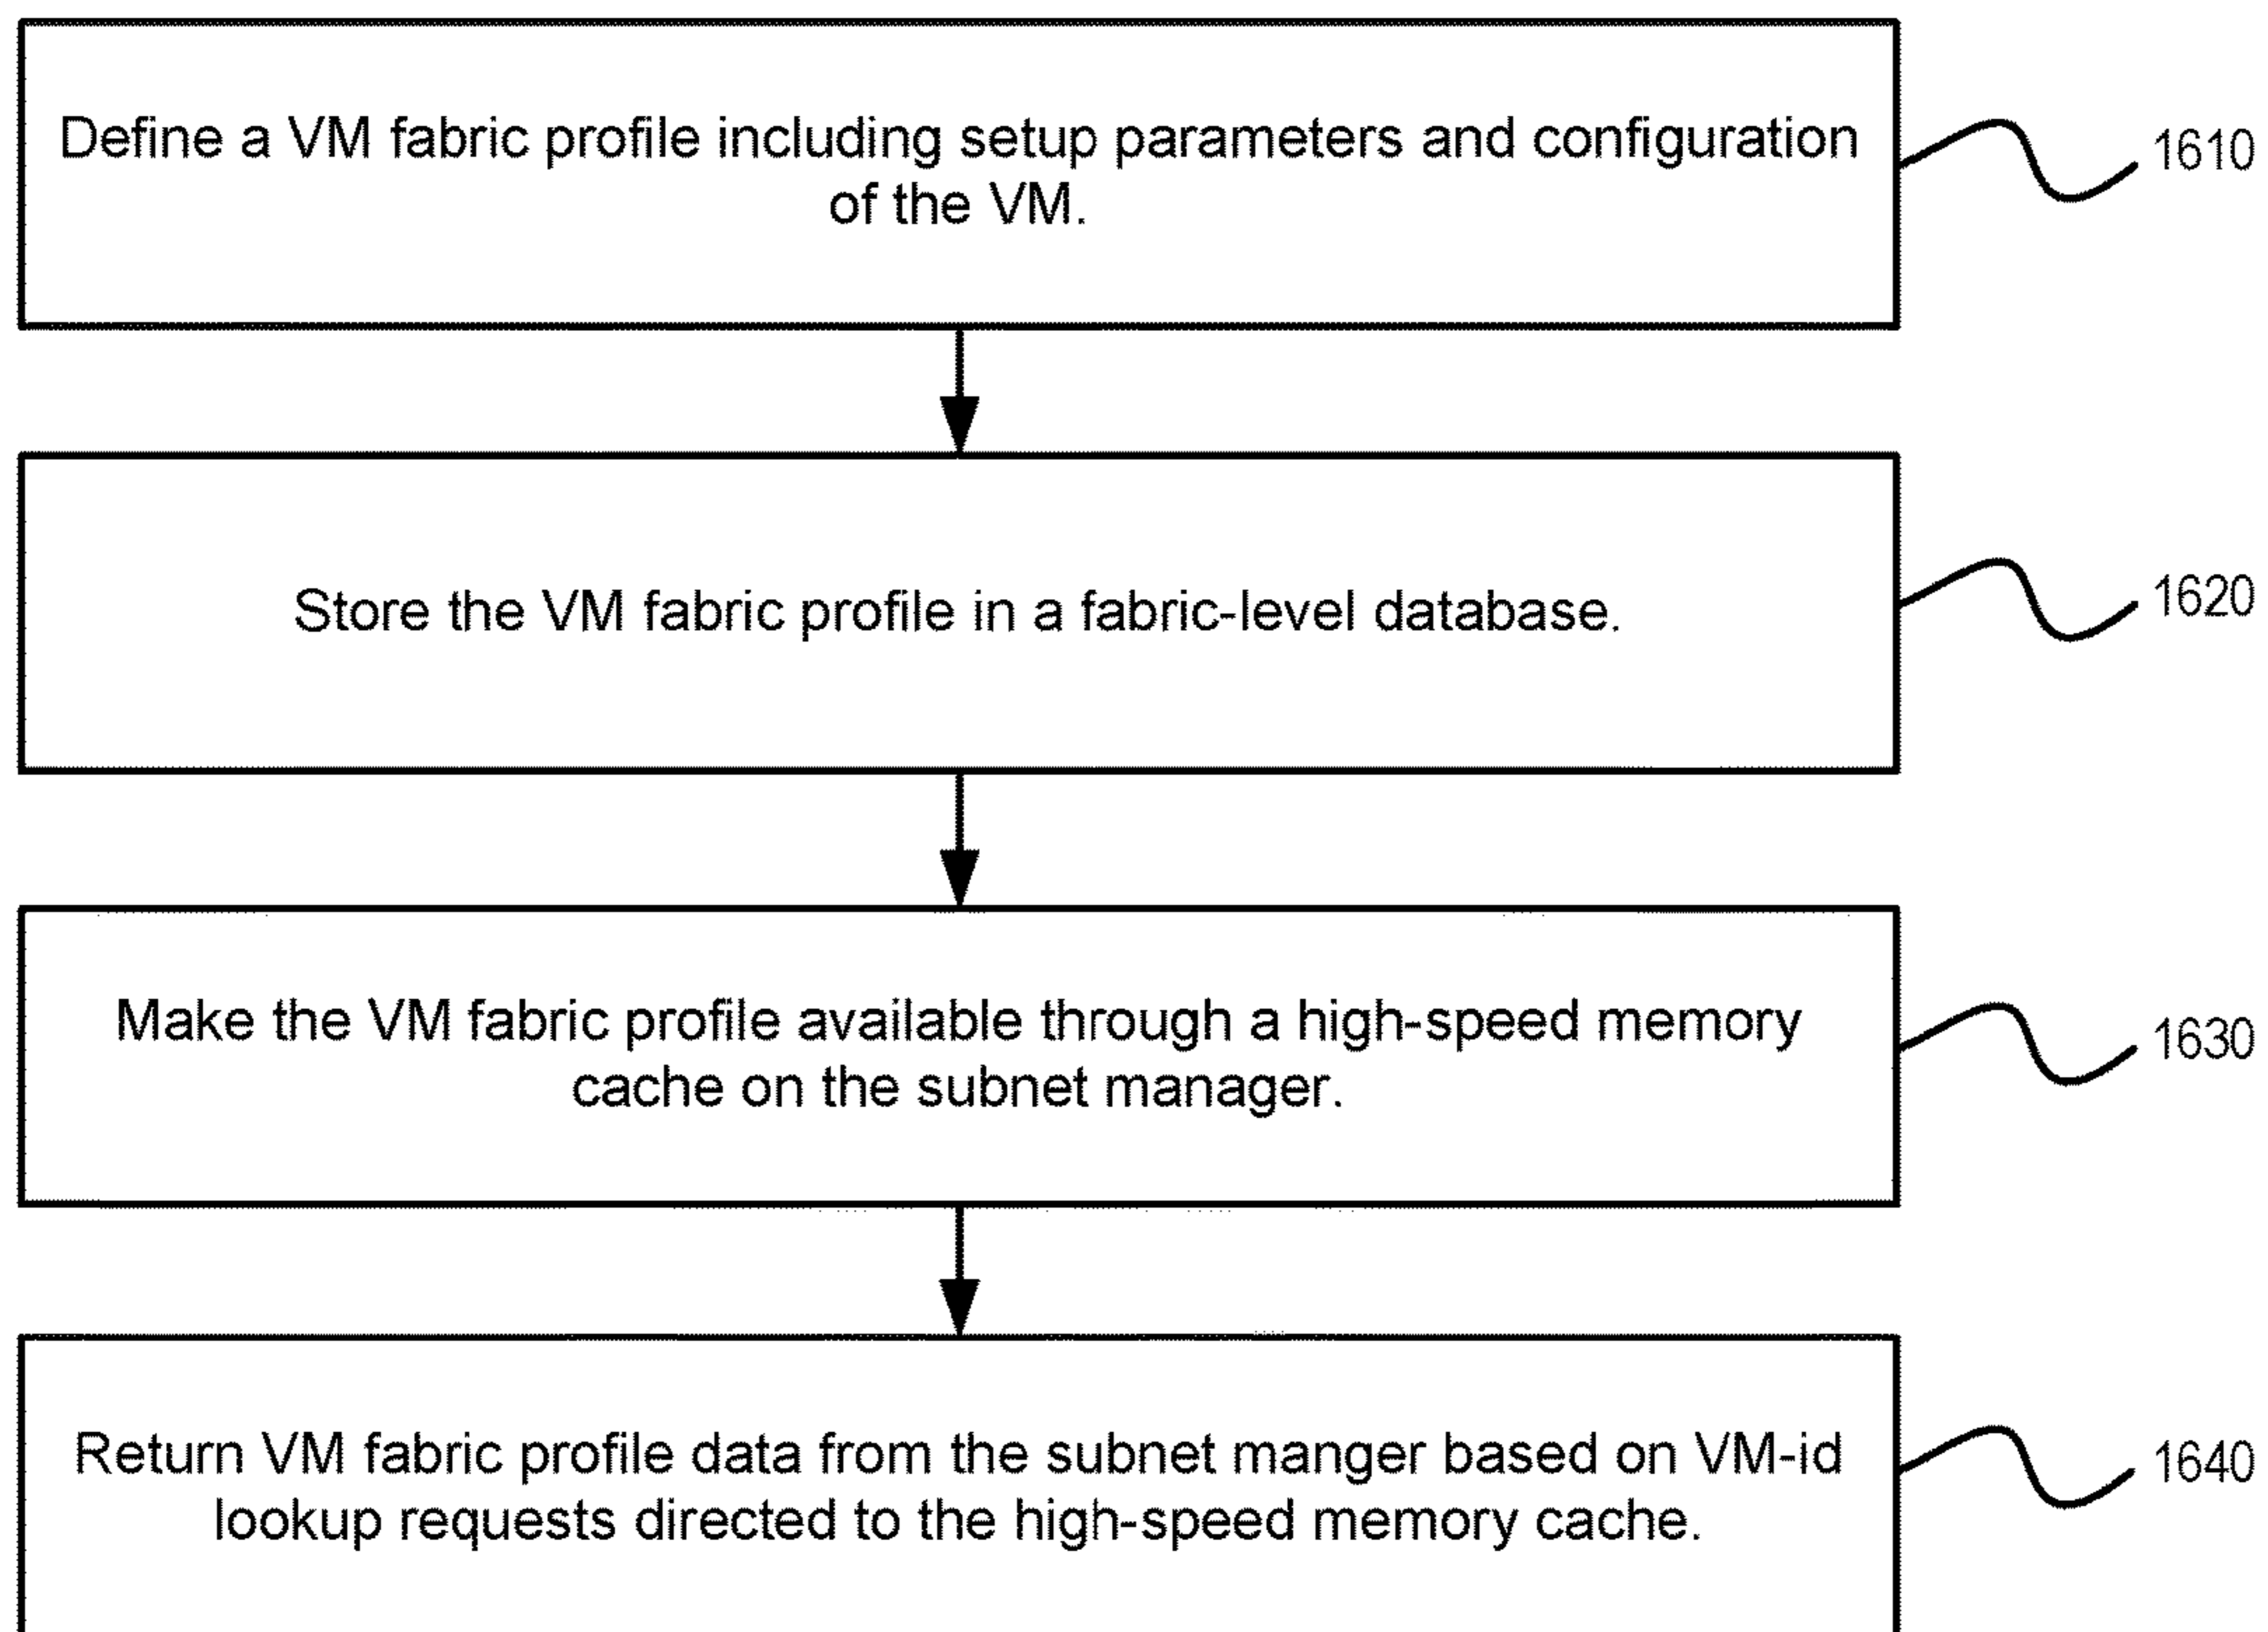 Define a VM fabric profile including setup parameters and configuration
of the VM.
1610
Store the VM fabric profile in a fabric-level database.
1620
Make the VM fabric profile available through a high-speed memory
cache on the subnet manager.
1630
Return VM fabric profile data from the subnet manger based on VM-id
lookup requests directed to the high-speed memory cache.
1640